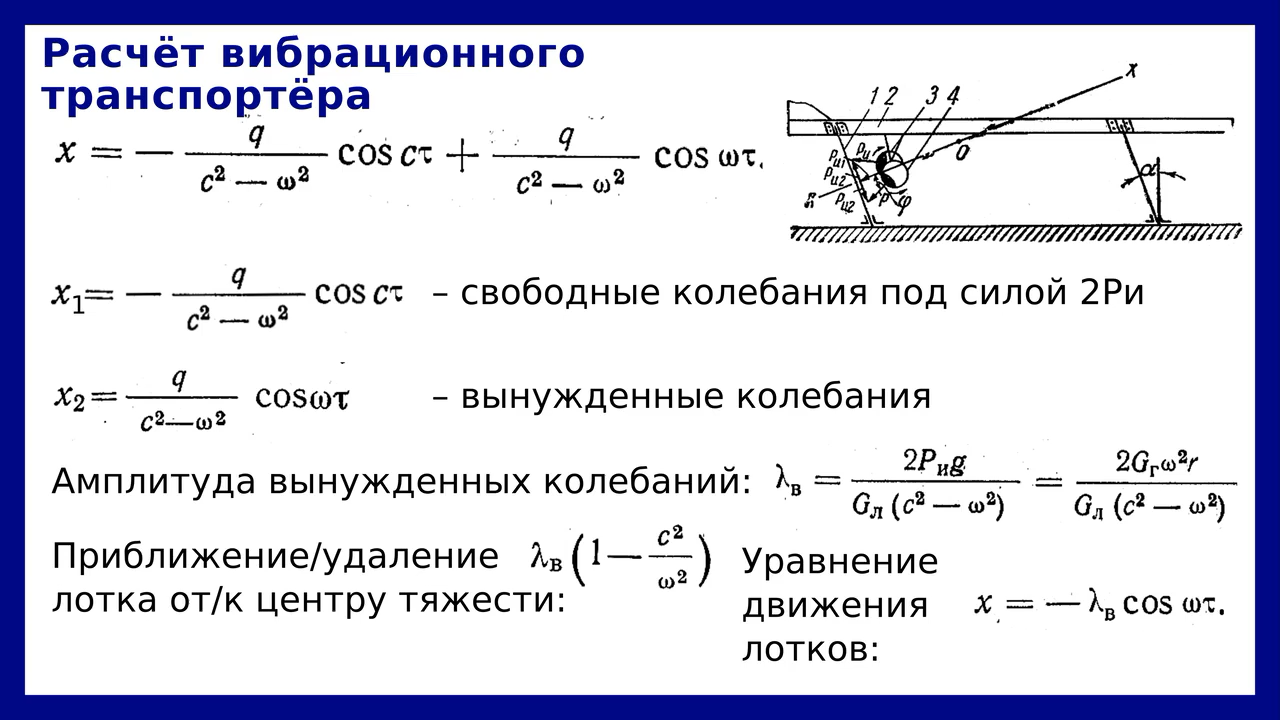 Расчёт вибрационного
транспортёра
x = — q / (c² — ω²) cos cτ + q / (c² — ω²) cos ωτ.
1 2 3 4 x
O
α
φ
x₁= — q / (c² — ω²) cos cτ – свободные колебания под силой 2Ри
x₂= q / (c²—ω²) cosωτ – вынужденные колебания
Амплитуда вынужденных колебаний: λв = 2Pиg / (Gл (c² — ω²)) = 2Gгω²r / (Gл (c² — ω²))
Приближение/удаление λв(1— c²/ω²)
лотка от/к центру тяжести:
Уравнение
движения x = — λв cos ωτ.
лотков: